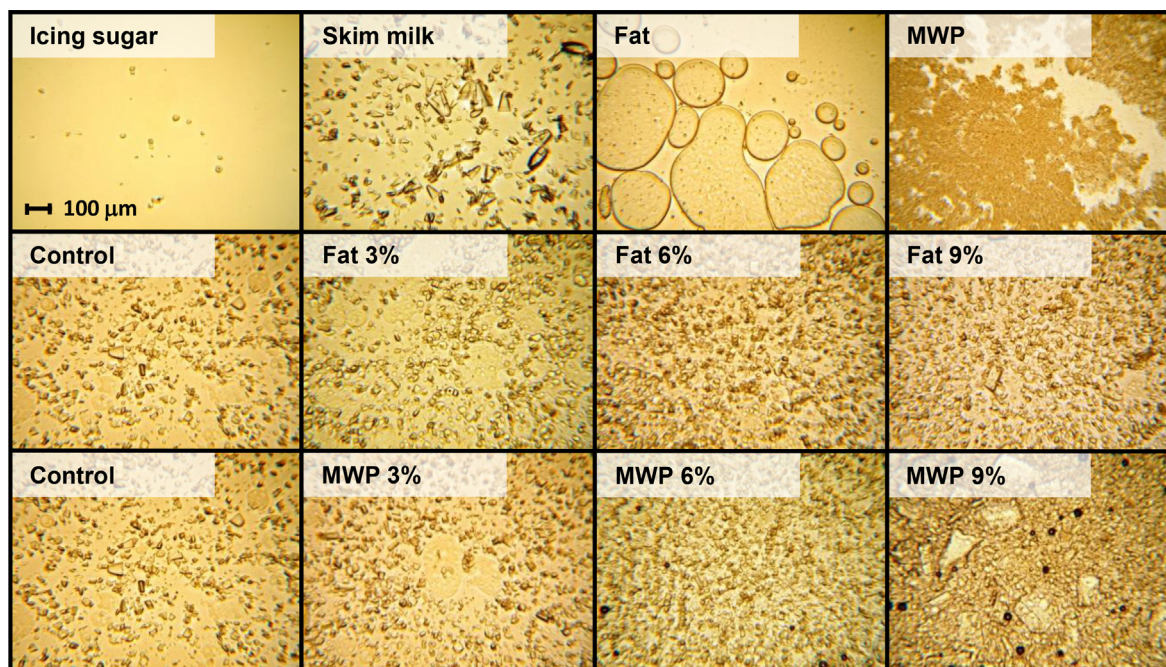 Icing sugar
Skim milk
Fat
MWP
100 μm
Control
Fat 3%
Fat 6%
Fat 9%
Control
MWP 3%
MWP 6%
MWP 9%